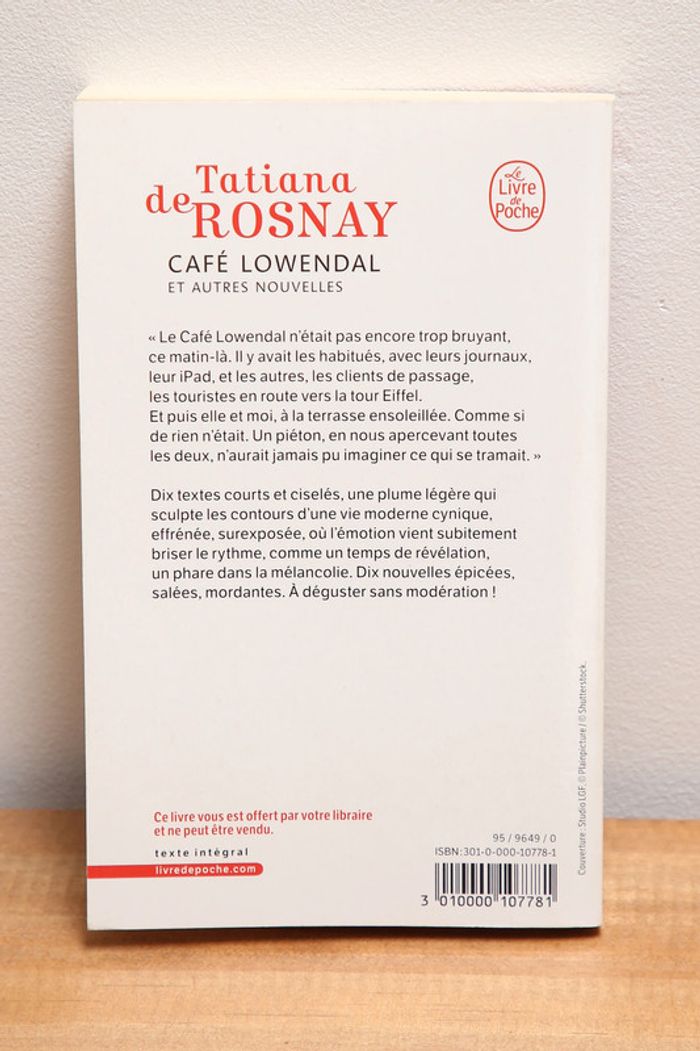 Tatiana
de ROSNAY
CAFÉ LOWENDAL
ET AUTRES NOUVELLES
Le
Livre
de
Poche
« Le Café Lowendal n'était pas encore trop bruyant,
ce matin-là. Il y avait les habitués, avec leurs journaux,
leur iPad, et les autres, les clients de passage,
les touristes en route vers la tour Eiffel.
Et puis elle et moi, à la terrasse ensoleillée. Comme si
de rien n'était. Un piéton, en nous apercevant toutes
les deux, n'aurait jamais pu imaginer ce qui se tramait. »
Dix textes courts et ciselés, une plume légère qui
sculpte les contours d'une vie moderne cynique,
effrénée, surexposée, où l'émotion vient subitement
briser le rythme, comme un temps de révélation,
un phare dans la mélancolie. Dix nouvelles épicées,
salées, mordantes. À déguster sans modération !
Couverture : Studio LGF. © Plainpicture / © Shutterstock.
Ce livre vous est offert par votre libraire
et ne peut être vendu.
texte intégral
livredepoche.com
95 / 9649 / 0
ISBN:301-0-000-10778-1
3 010000 107781